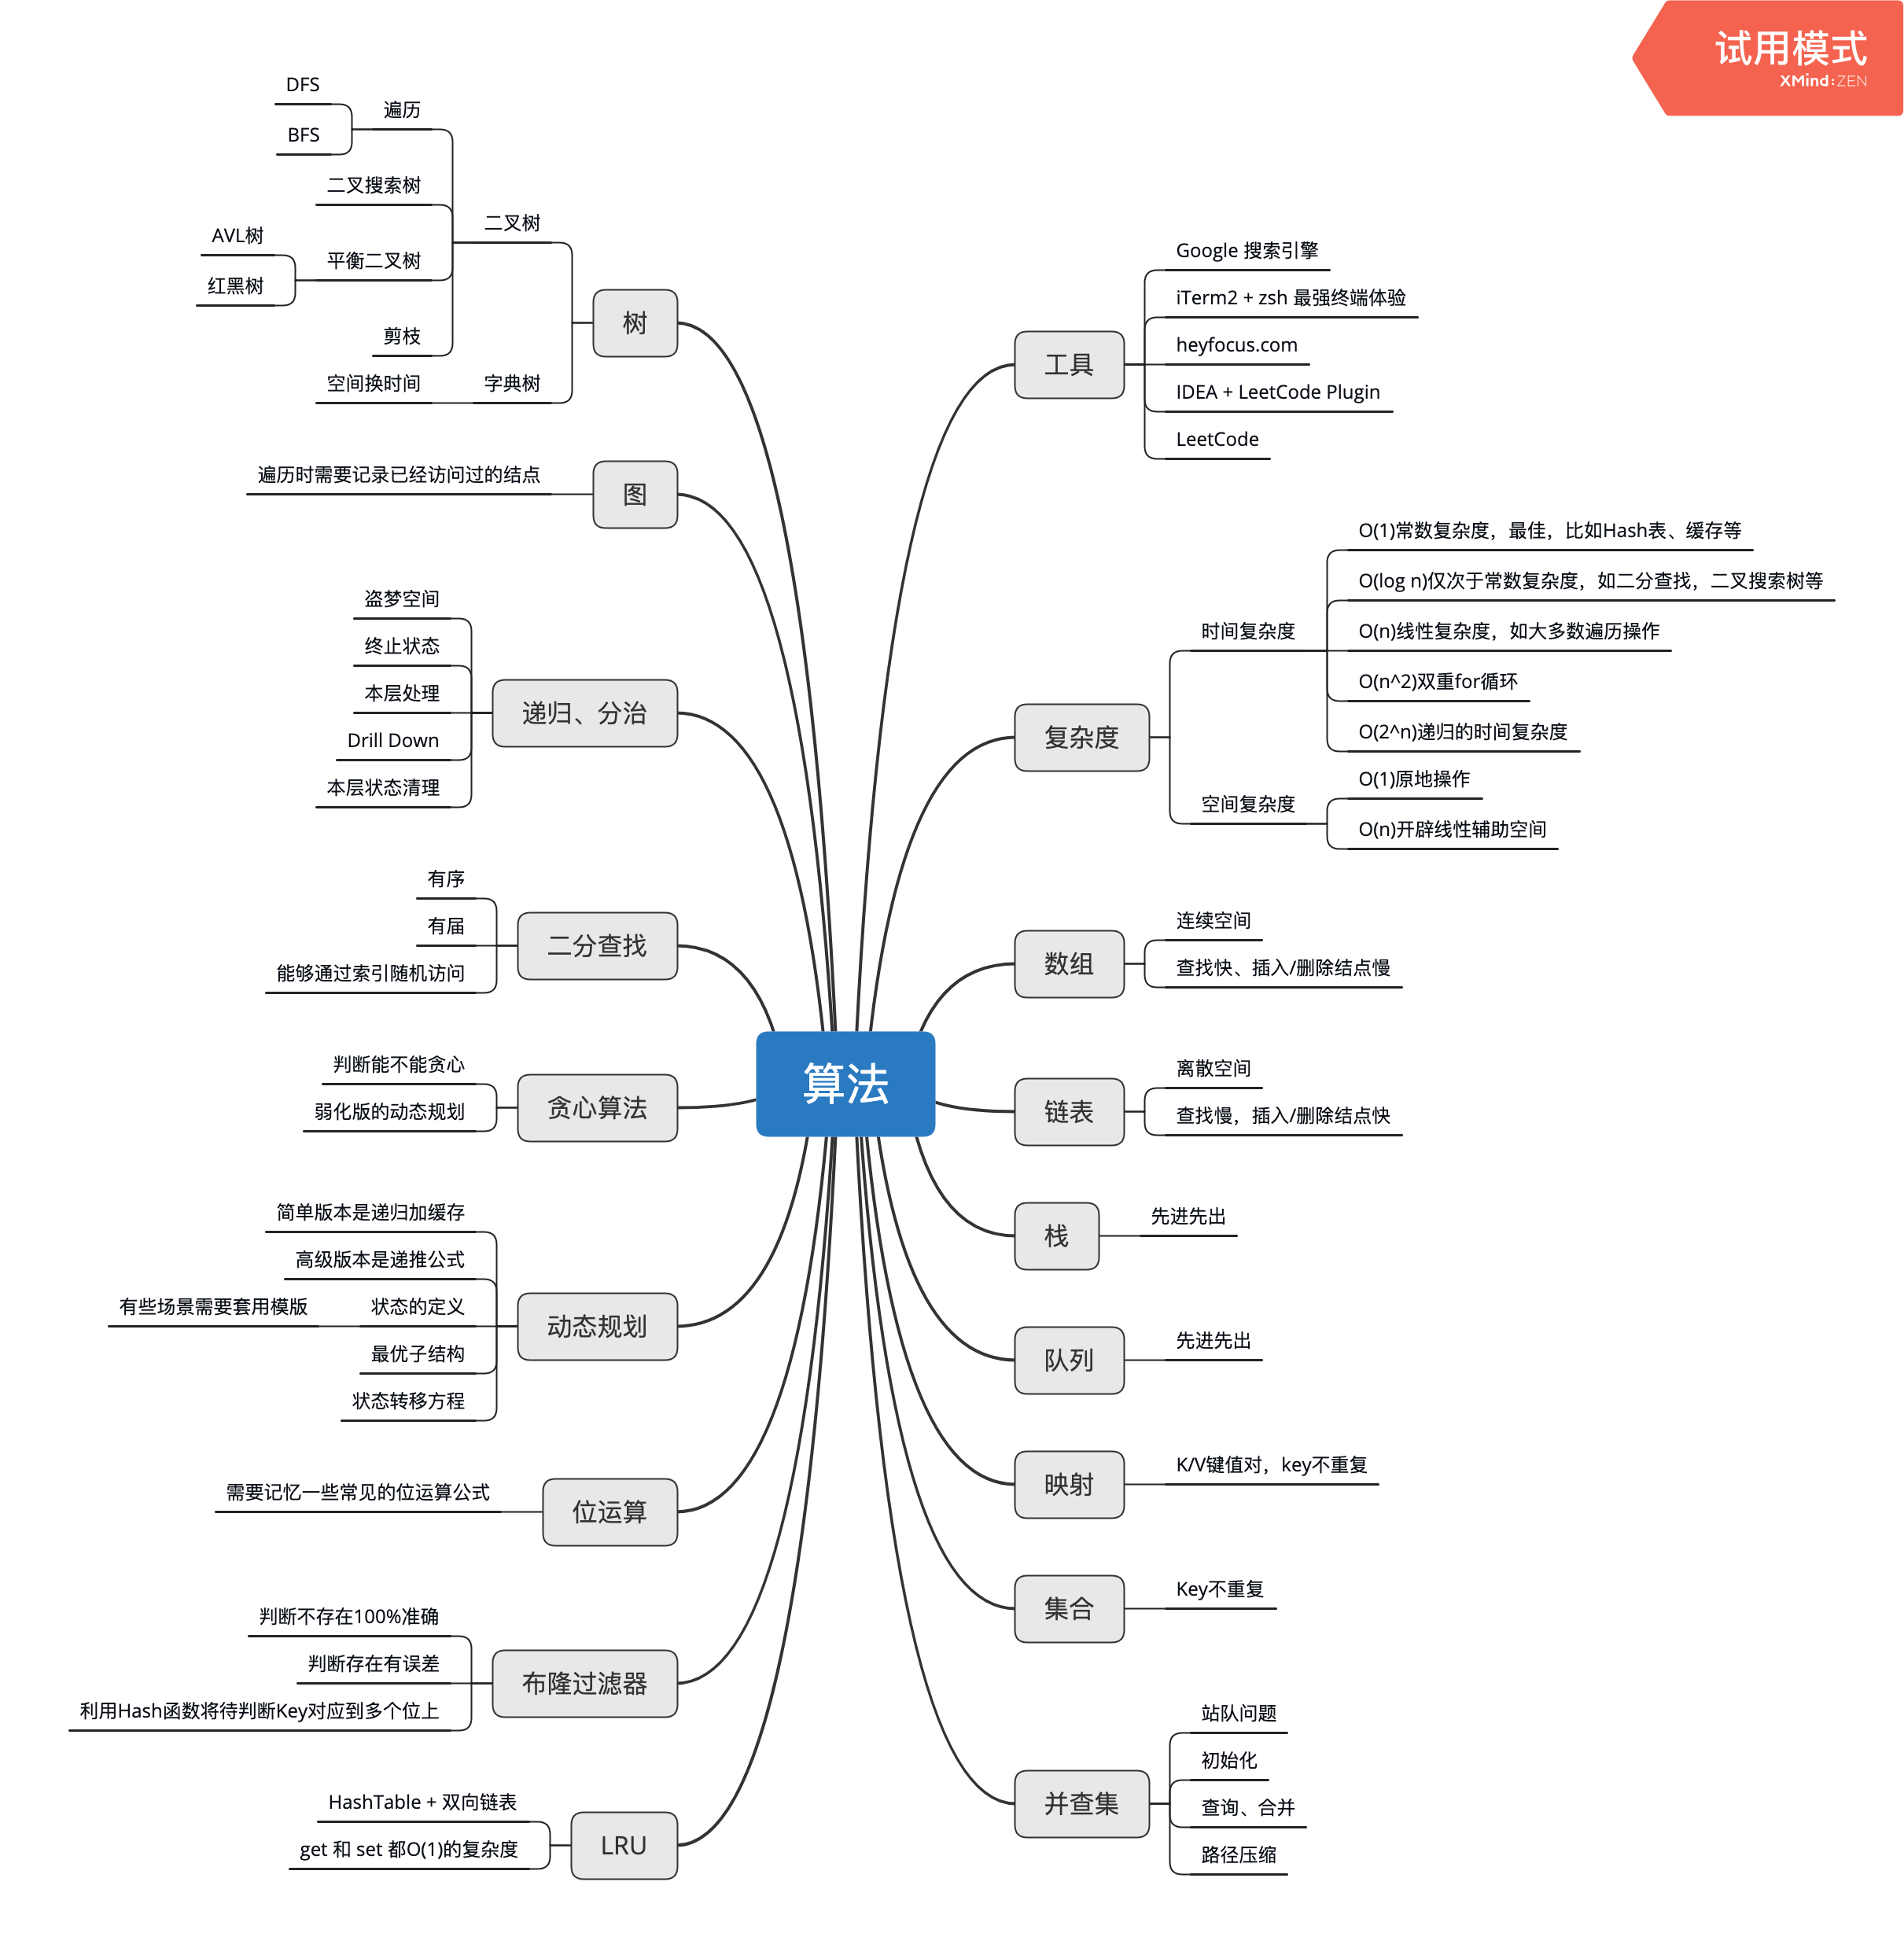 试用模式
XMind:ZEN
算法
工具
Google 搜索引擎
iTerm2 + zsh 最强终端体验
heyfocus.com
IDEA + LeetCode Plugin
LeetCode
复杂度
时间复杂度
O(1)常数复杂度，最佳，比如Hash表、缓存等
O(log n)仅次于常数复杂度，如二分查找，二叉搜索树等
O(n)线性复杂度，如大多数遍历操作
O(n^2)双重for循环
O(2^n)递归的时间复杂度
空间复杂度
O(1)原地操作
O(n)开辟线性辅助空间
数组
连续空间
查找快、插入/删除结点慢
链表
离散空间
查找慢，插入/删除结点快
栈
先进先出
队列
先进先出
映射
K/V键值对，key不重复
集合
Key不重复
并查集
站队问题
初始化
查询、合并
路径压缩
树
二叉树
遍历
DFS
BFS
二叉搜索树
平衡二叉树
AVL树
红黑树
剪枝
字典树
空间换时间
图
遍历时需要记录已经访问过的结点
递归、分治
盗梦空间
终止状态
本层处理
Drill Down
本层状态清理
二分查找
有序
有届
能够通过索引随机访问
贪心算法
判断能不能贪心
弱化版的动态规划
动态规划
简单版本是递归加缓存
高级版本是递推公式
状态的定义
有些场景需要套用模版
最优子结构
状态转移方程
位运算
需要记忆一些常见的位运算公式
布隆过滤器
判断不存在100%准确
判断存在有误差
利用Hash函数将待判断Key对应到多个位上
LRU
HashTable + 双向链表
get 和 set 都O(1)的复杂度